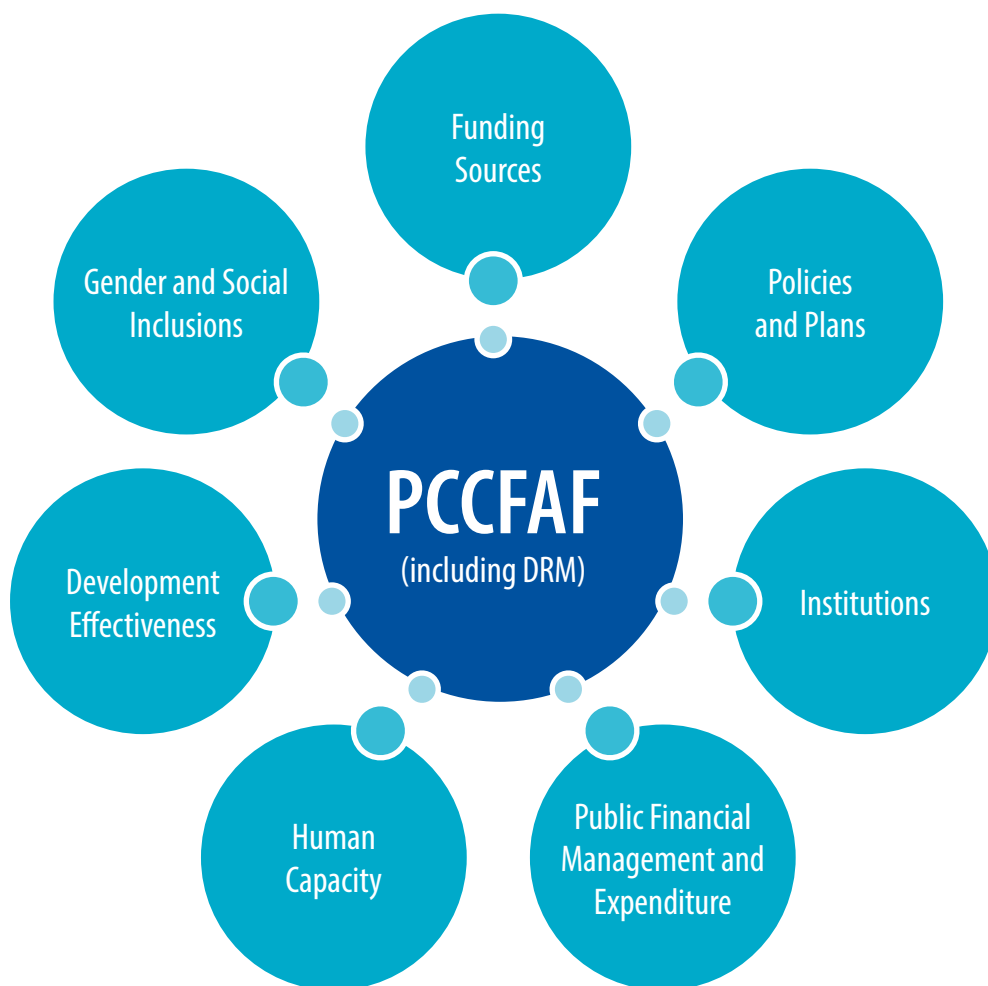 Funding
Sources
Policies
and Plans
Institutions
Public Financial
Management and
Expenditure
Human
Capacity
Development
Effectiveness
Gender and Social
Inclusions
PCCFAF
(including DRM)